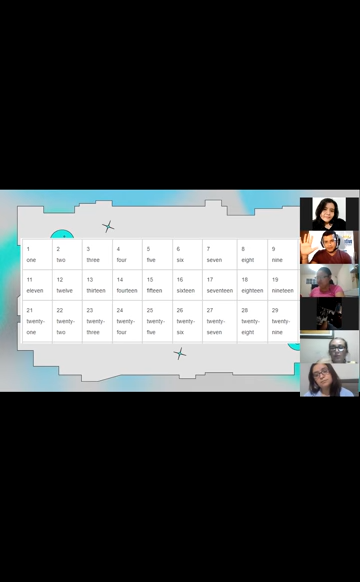 1 2 3 4 5 6 7 8 9
one two three four five six seven eight nine
11 12 13 14 15 16 17 18 19
eleven twelve thirteen fourteen fifteen sixteen seventeen eighteen nineteen
21 22 23 24 25 26 27 28 29
twenty- twenty- twenty- twenty- twenty- twenty- twenty- twenty- twenty-
one two three four five six seven eight nine